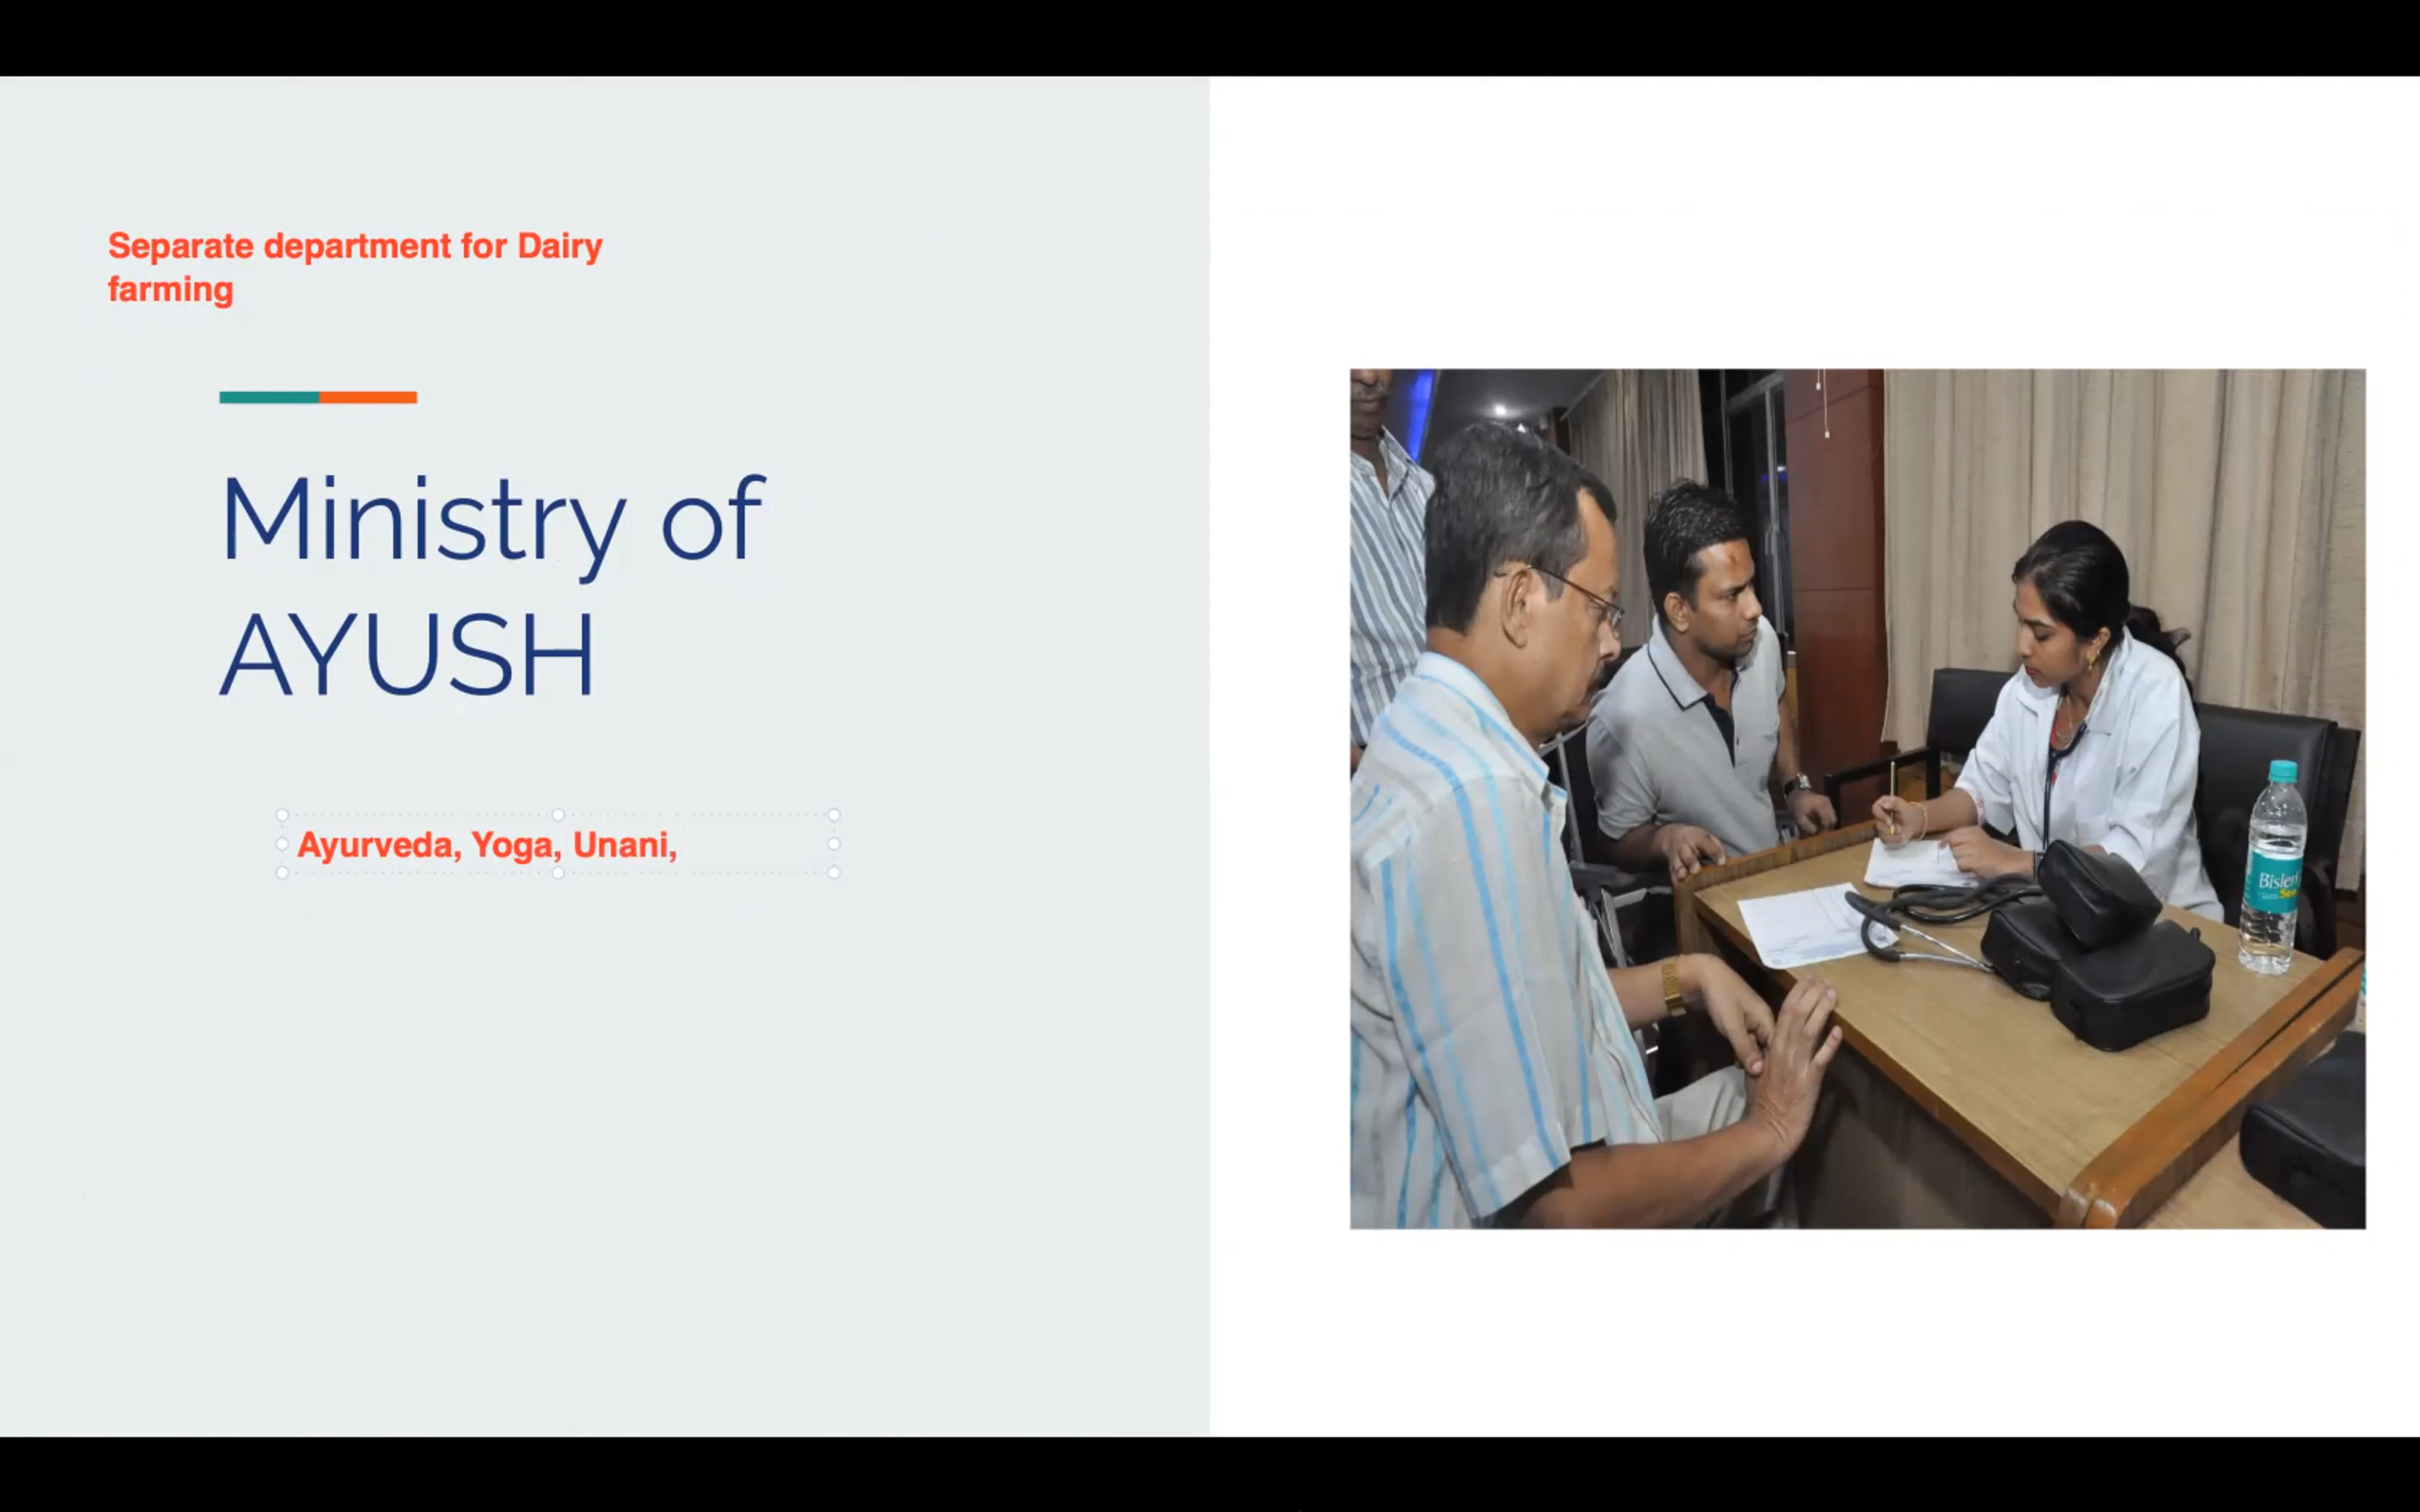 Separate department for Dairy
farming
Ministry of
AYUSH
Ayurveda, Yoga, Unani,
Bisleri